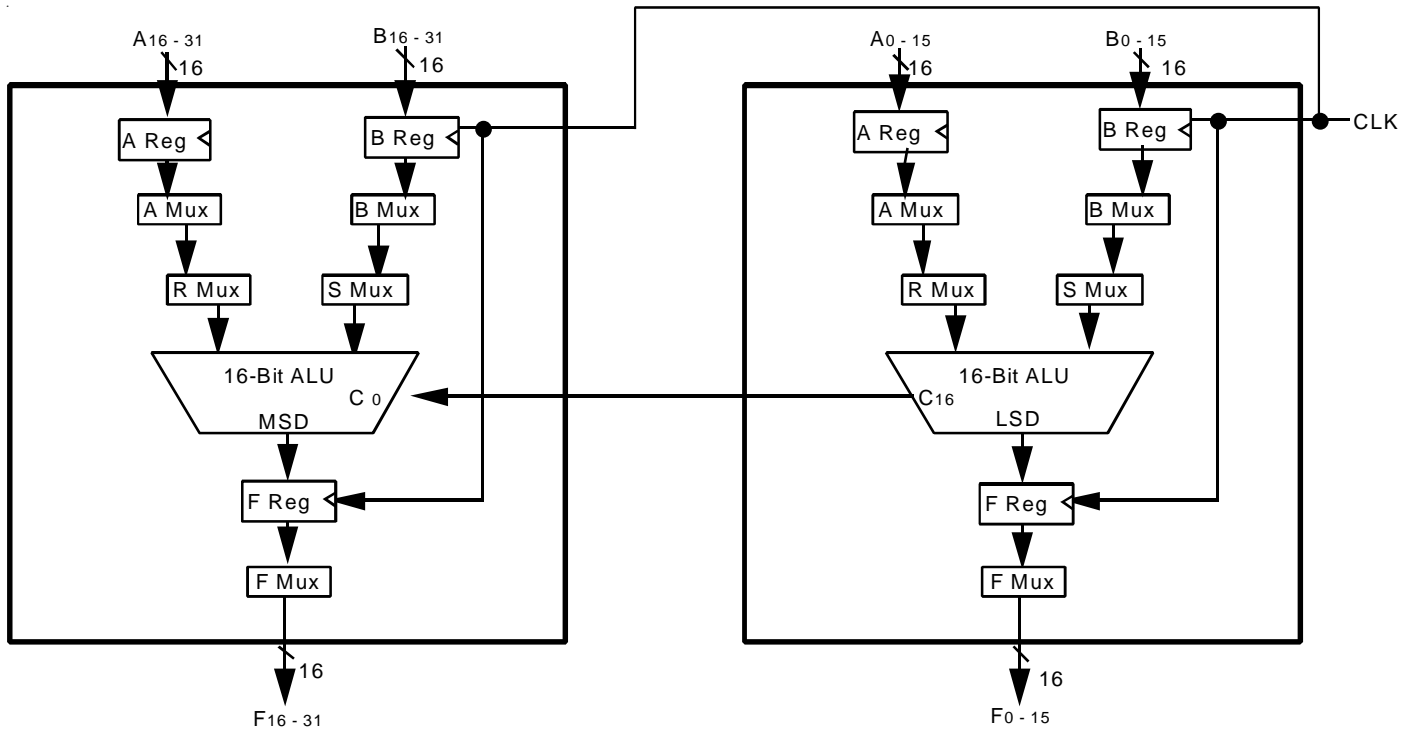 A16 - 31
B16 - 31
A0 - 15
B0 - 15
16
16
16
16
CLK
A Reg
B Reg
A Reg
B Reg
A Mux
B Mux
A Mux
B Mux
R Mux
S Mux
R Mux
S Mux
16-Bit ALU
C 0
MSD
16-Bit ALU
C16
LSD
F Reg
F Reg
F Mux
F Mux
16
16
F16 - 31
F0 - 15